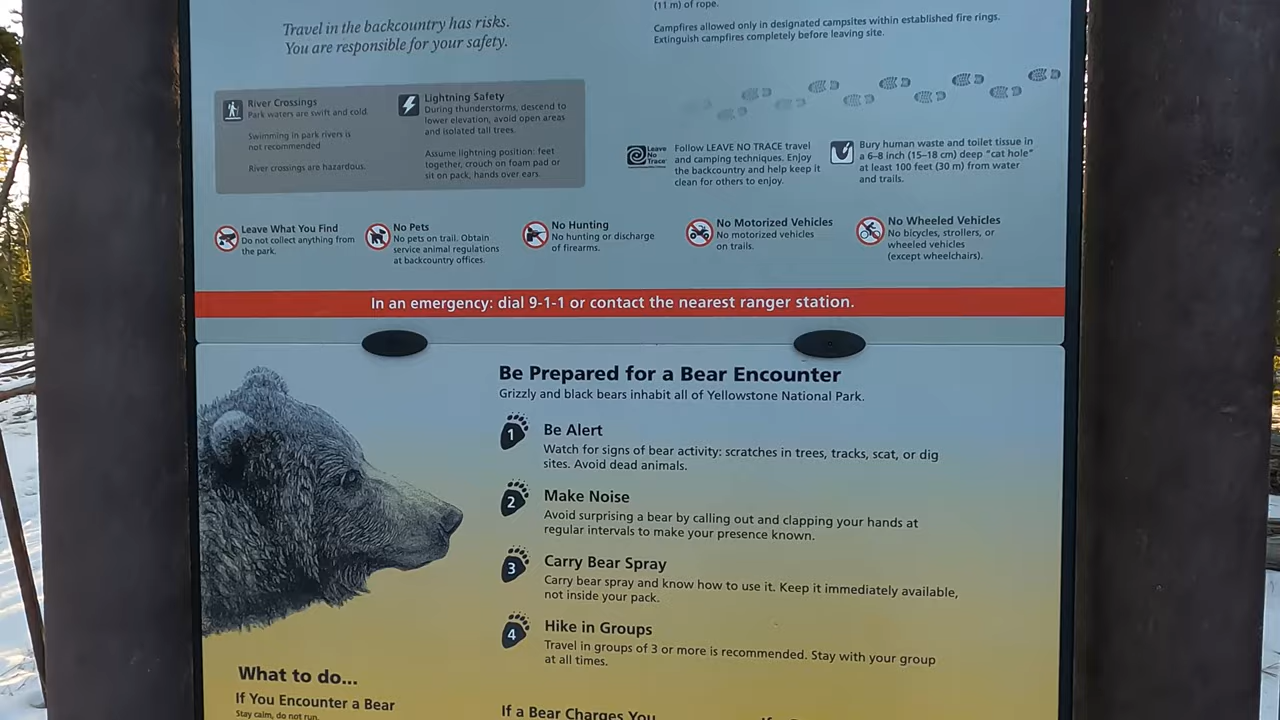 (11 m) of rope.
Travel in the backcountry has risks.
You are responsible for your safety.
Campfires allowed only in designated campsites within established fire rings.
Extinguish campfires completely before leaving site.
River Crossings
Park waters are swift and cold.
Swimming in park rivers is
not recommended
River crossings are hazardous.
Lightning Safety
During thunderstorms, descend to
lower elevation, avoid open areas
and isolated tall trees.
Assume lightning position: feet
together, crouch on foam pad or
sit on pack, hands over ears.
Leave
No
Trace
Follow LEAVE NO TRACE travel
and camping techniques. Enjoy
the backcountry and help keep it
clean for others to enjoy.
Bury human waste and toilet tissue in
a 6–8 inch (15–18 cm) deep "cat hole"
at least 100 feet (30 m) from water
and trails.
Leave What You Find
Do not collect anything from
the park.
No Pets
No pets on trail. Obtain
service animal regulations
at backcountry offices.
No Hunting
No hunting or discharge
of firearms.
No Motorized Vehicles
No motorized vehicles
on trails.
No Wheeled Vehicles
No bicycles, strollers, or
wheeled vehicles
(except wheelchairs).
In an emergency: dial 9-1-1 or contact the nearest ranger station.
Be Prepared for a Bear Encounter
Grizzly and black bears inhabit all of Yellowstone National Park.
1
Be Alert
Watch for signs of bear activity: scratches in trees, tracks, scat, or dig
sites. Avoid dead animals.
2
Make Noise
Avoid surprising a bear by calling out and clapping your hands at
regular intervals to make your presence known.
3
Carry Bear Spray
Carry bear spray and know how to use it. Keep it immediately available,
not inside your pack.
4
Hike in Groups
Travel in groups of 3 or more is recommended. Stay with your group
at all times.
What to do...
If You Encounter a Bear
Stay calm, do not run.
If a Bear Charges You